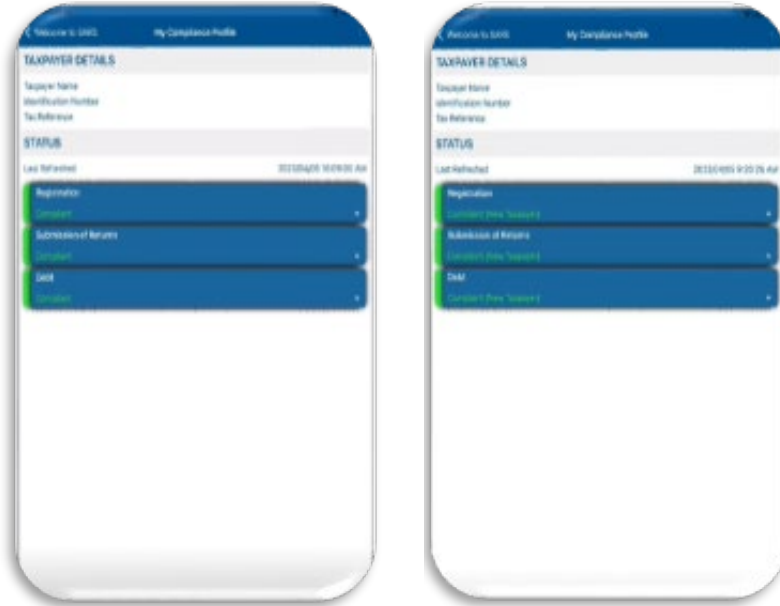 Welcome to SARS
My Compliance Profile
TAXPAYER DETAILS
Taxpayer Name
Identification Number
Tax Reference
STATUS
Last Refreshed
Registration
Compliant
Submission of Returns
Compliant
Debt
Compliant
Welcome to SARS
My Compliance Profile
TAXPAYER DETAILS
Taxpayer Name
Identification Number
Tax Reference
STATUS
Last Refreshed
Registration
Compliant (New Taxpayer)
Submission of Returns
Compliant (New Taxpayer)
Debt
Compliant (New Taxpayer)